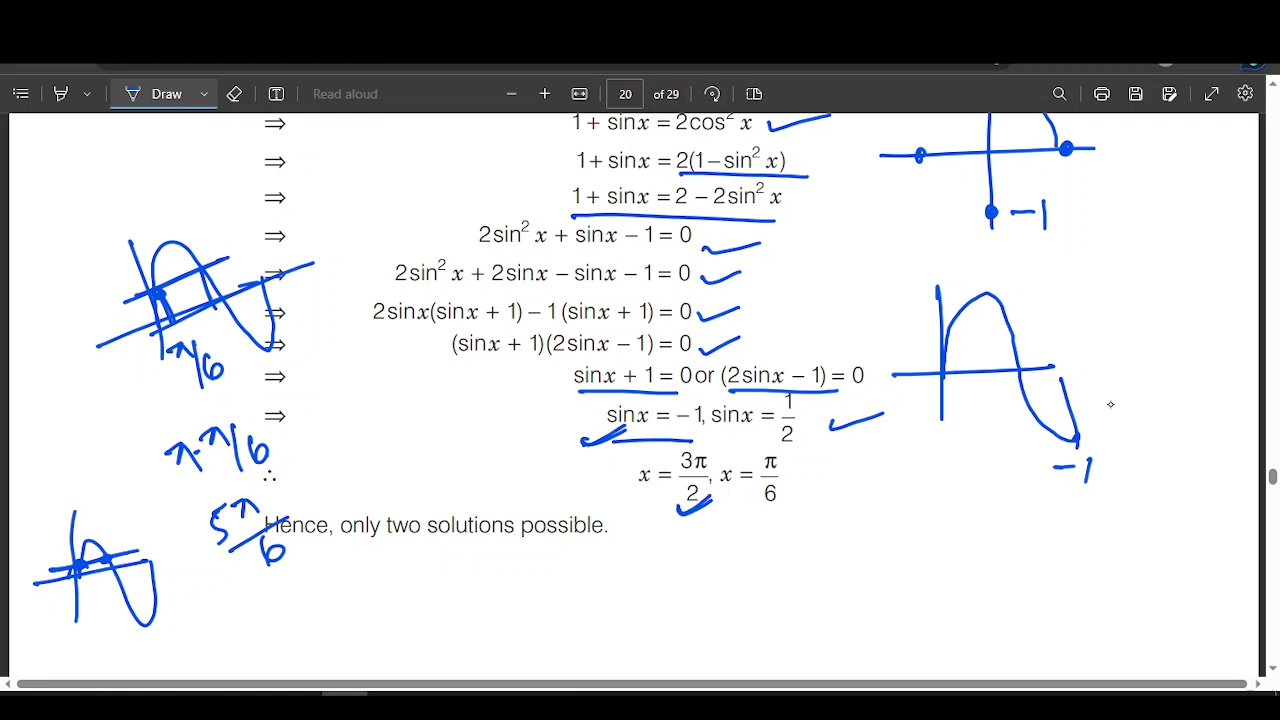 Draw
Read aloud
20 of 29
⇒ 1 + sinx = 2cos² x
⇒ 1 + sinx = 2(1 − sin² x)
⇒ 1 + sinx = 2 − 2sin² x
−1
⇒ 2sin² x + sinx − 1 = 0
⇒ 2sin² x + 2sinx − sinx − 1 = 0
⇒ 2sinx(sinx + 1) − 1(sinx + 1) = 0
⇒ (sinx + 1)(2sinx − 1) = 0
π/6
⇒ sinx + 1 = 0 or (2sinx − 1) = 0
⇒ sinx = −1, sinx = 1/2
π-π/6
−1
∴ x = 3π/2, x = π/6
5π/6
Hence, only two solutions possible.